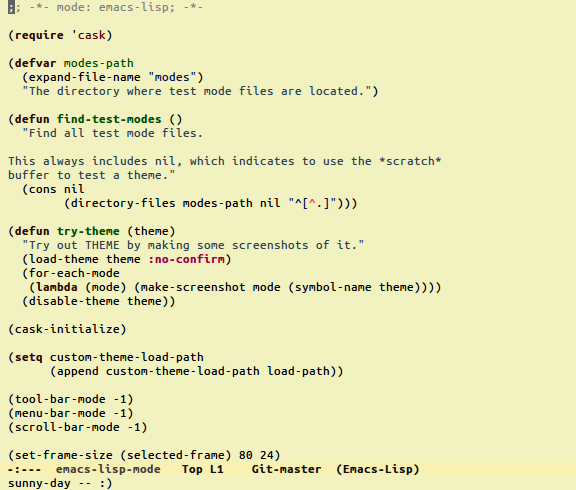 ;; -*- mode: emacs-lisp; -*-

(require 'cask)

(defvar modes-path
  (expand-file-name "modes")
  "The directory where test mode files are located.")

(defun find-test-modes ()
  "Find all test mode files.

This always includes nil, which indicates to use the *scratch*
buffer to test a theme."
  (cons nil
        (directory-files modes-path nil "^[^.]")))

(defun try-theme (theme)
  "Try out THEME by making some screenshots of it."
  (load-theme theme :no-confirm)
  (for-each-mode
   (lambda (mode) (make-screenshot mode (symbol-name theme))))
  (disable-theme theme))

(cask-initialize)

(setq custom-theme-load-path
      (append custom-theme-load-path load-path))

(tool-bar-mode -1)
(menu-bar-mode -1)
(scroll-bar-mode -1)

(set-frame-size (selected-frame) 80 24)
-:---  emacs-lisp-mode   Top L1    Git-master  (Emacs-Lisp)
sunny-day -- :)